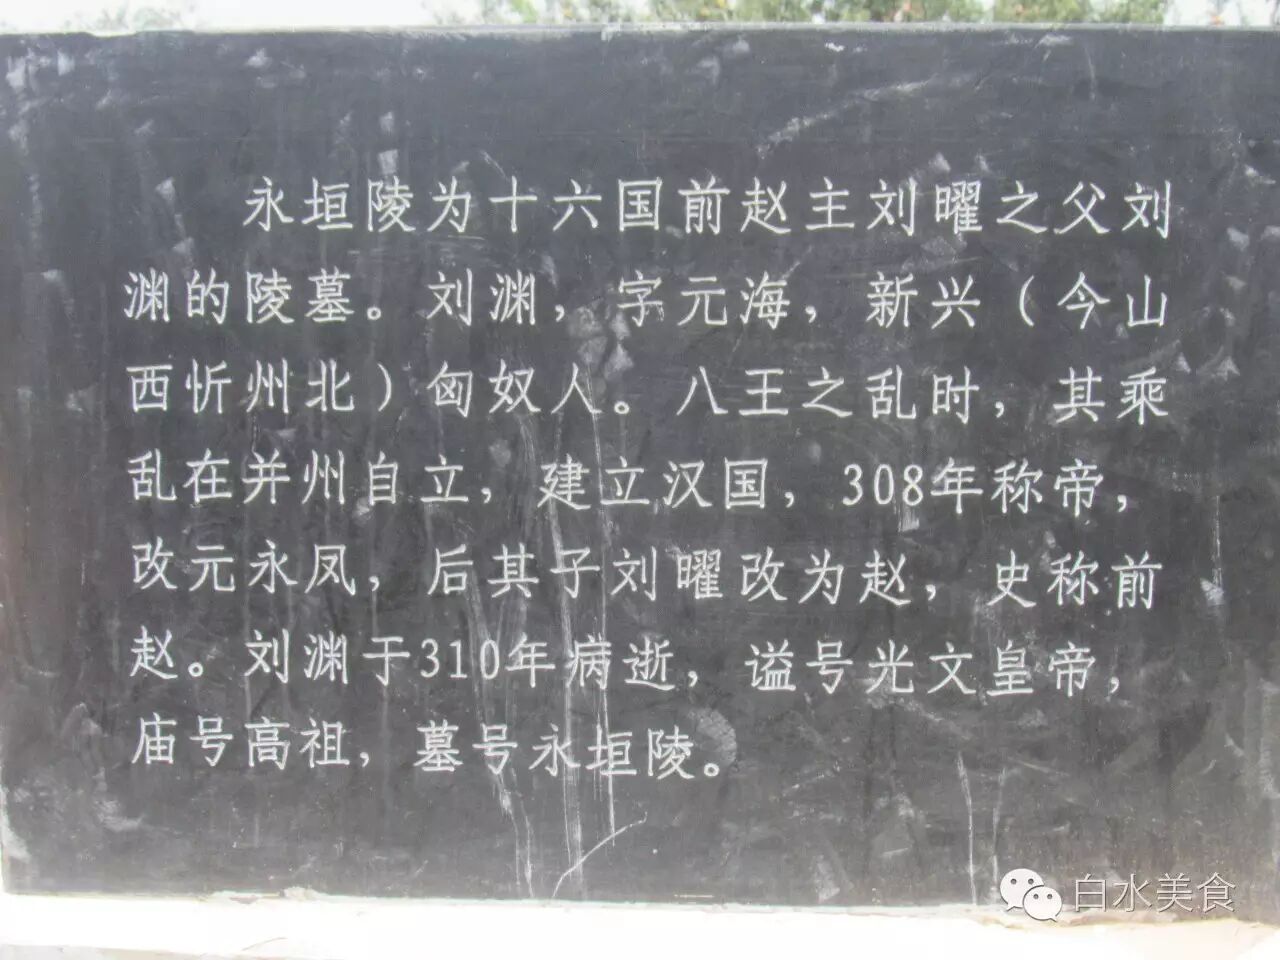 永垣陵为十六国前赵主刘曜之父刘
渊的陵墓。刘渊，字元海，新兴（今山
西忻州北）匈奴人。八王之乱时，其乘
乱在并州自立，建立汉国，308年称帝，
改元永凤，后其子刘曜改为赵，史称前
赵。刘渊于310年病逝，谥号光文皇帝，
庙号高祖，墓号永垣陵。
白水美食